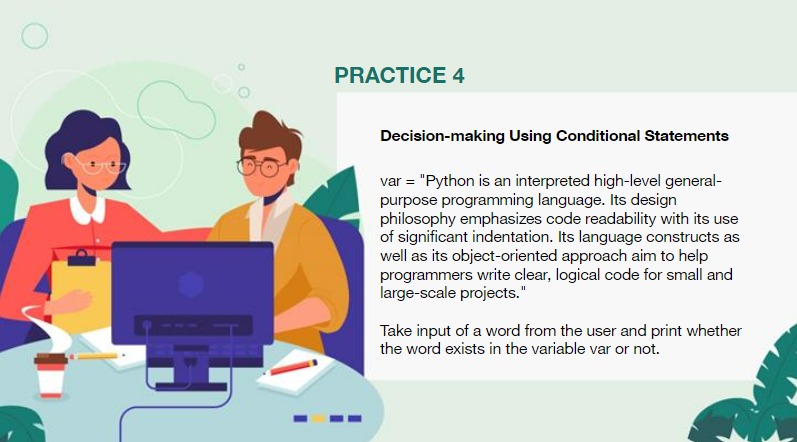 PRACTICE 4
Decision-making Using Conditional Statements
var = "Python is an interpreted high-level general-
purpose programming language. Its design
philosophy emphasizes code readability with its use
of significant indentation. Its language constructs as
well as its object-oriented approach aim to help
programmers write clear, logical code for small and
large-scale projects."
Take input of a word from the user and print whether
the word exists in the variable var or not.